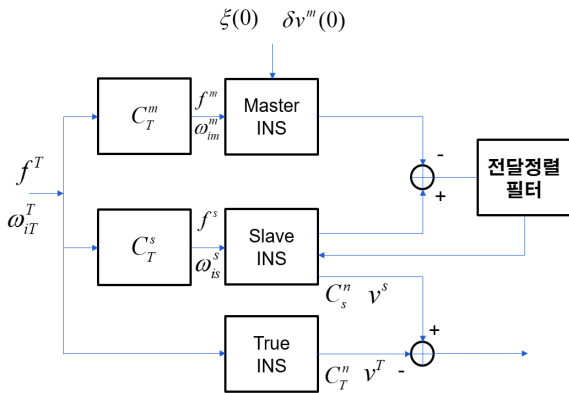 ξ(0) δv^m(0)
C_T^m
f^m
ω_im^m
Master
INS
-
f^T
ω_iT^T
전달정렬
필터
+
C_T^s
f^s
ω_is^s
Slave
INS
C_s^n v^s
+
True
INS
C_T^n v^T
-